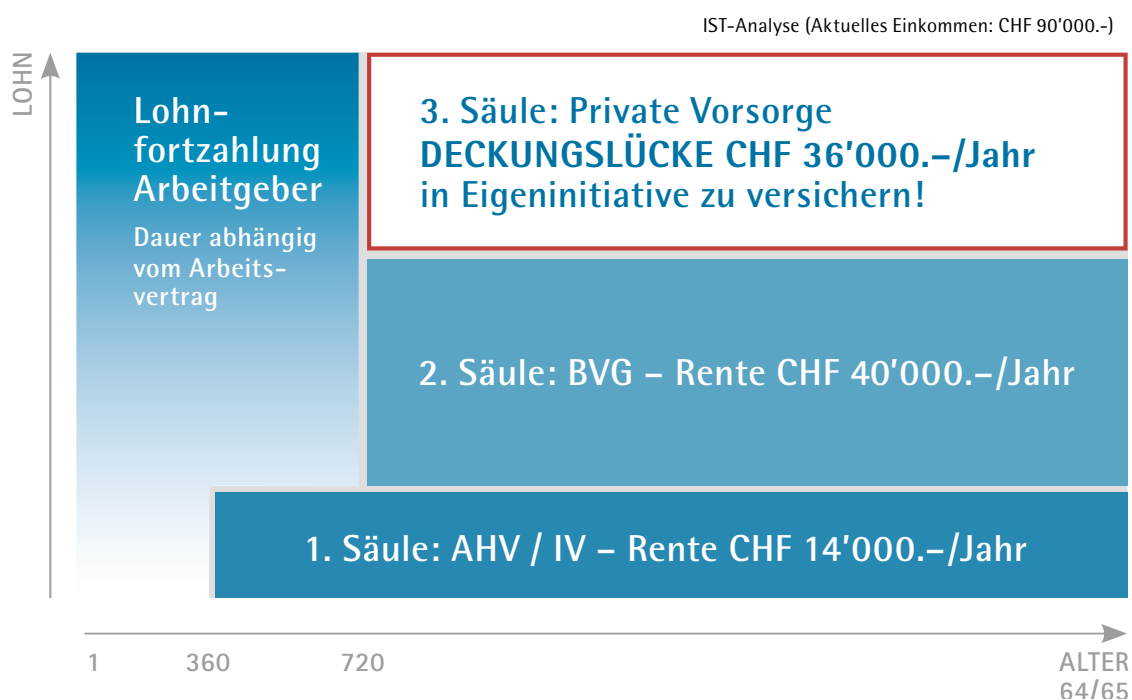 IST-Analyse (Aktuelles Einkommen: CHF 90'000.-)
LOHN
Lohn-
fortzahlung
Arbeitgeber
Dauer abhängig
vom Arbeits-
vertrag
3. Säule: Private Vorsorge
DECKUNGSLÜCKE CHF 36'000.–/Jahr
in Eigeninitiative zu versichern!
2. Säule: BVG – Rente CHF 40'000.–/Jahr
1. Säule: AHV / IV – Rente CHF 14'000.–/Jahr
1 360 720 ALTER
64/65